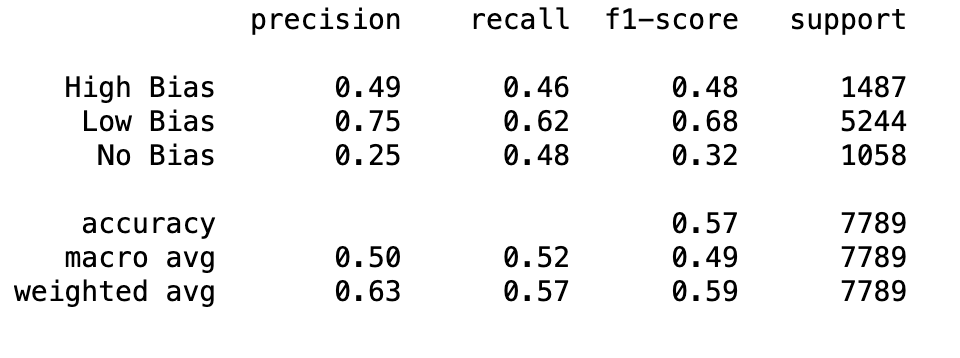 precision recall f1-score support
High Bias 0.49 0.46 0.48 1487
Low Bias 0.75 0.62 0.68 5244
No Bias 0.25 0.48 0.32 1058
accuracy 0.57 7789
macro avg 0.50 0.52 0.49 7789
weighted avg 0.63 0.57 0.59 7789